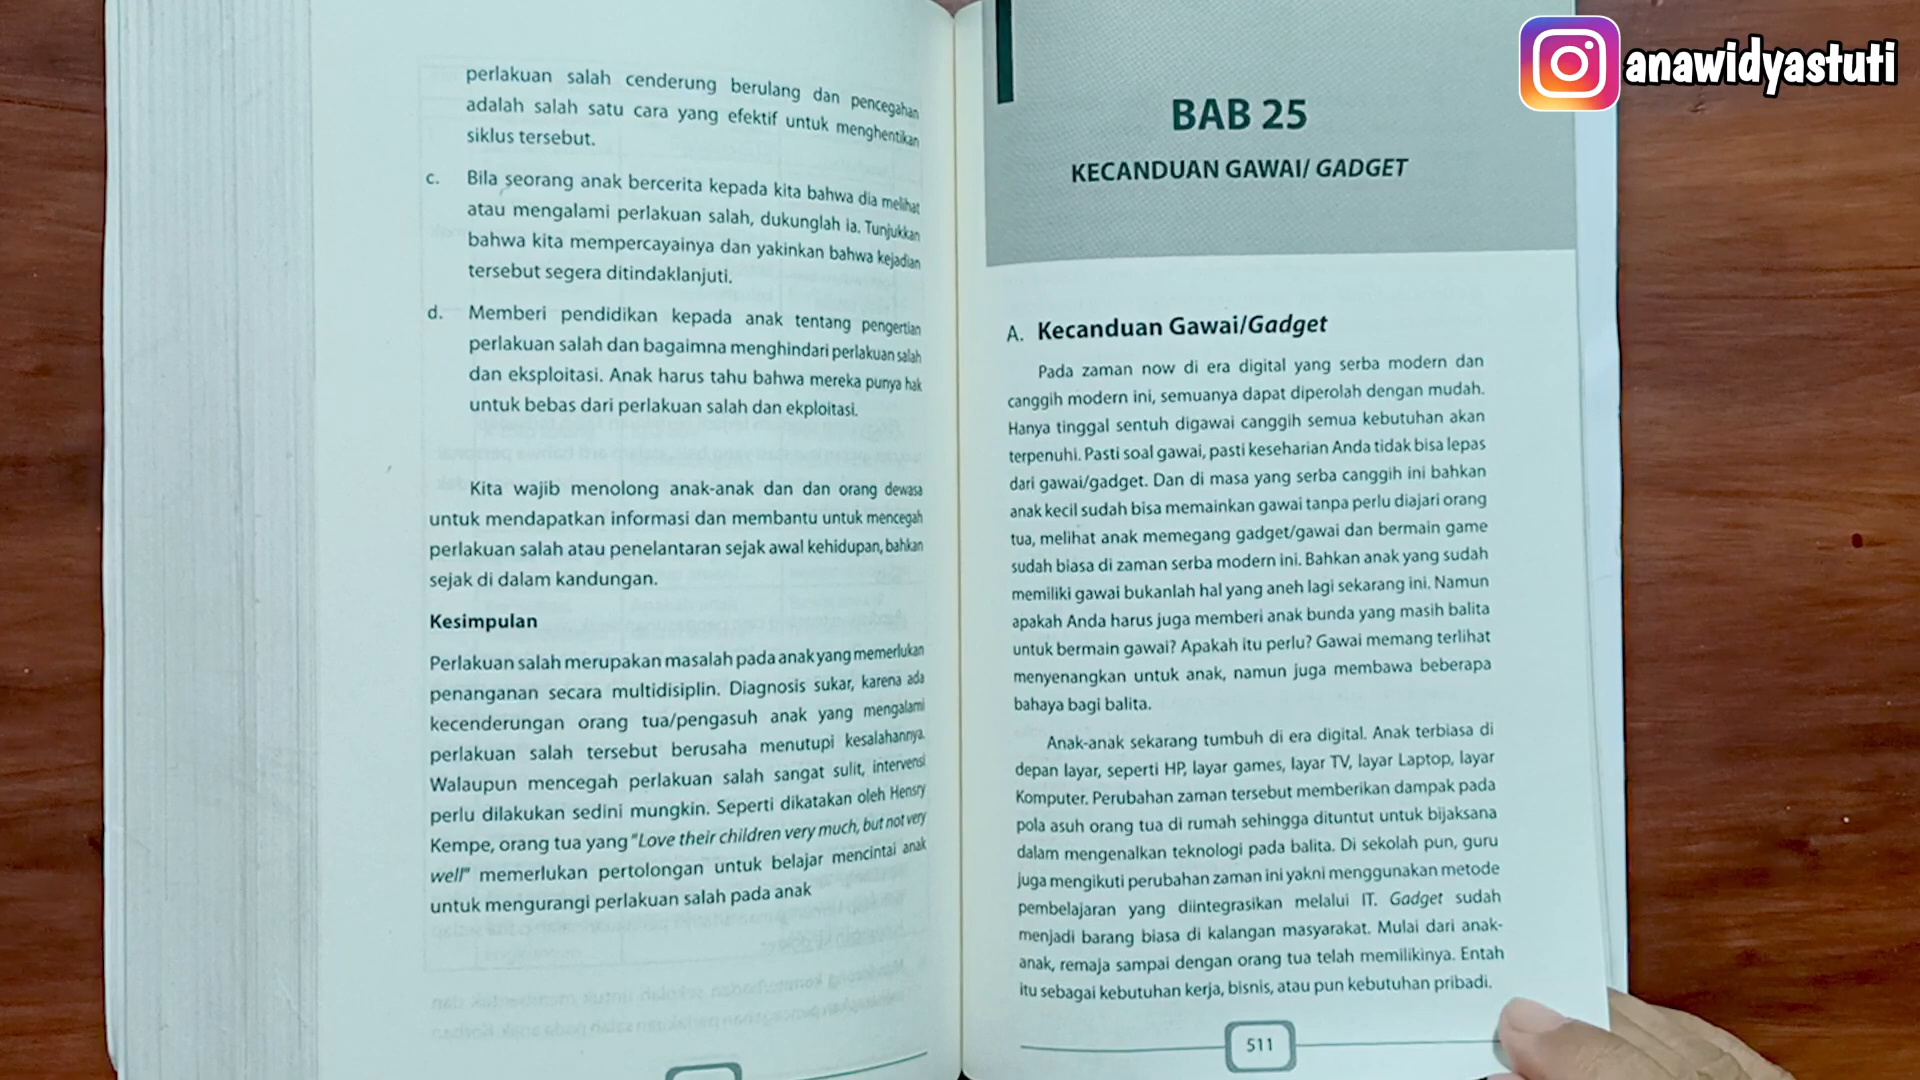 perlakuan salah cenderung berulang dan pencegahan
adalah salah satu cara yang efektif untuk menghentikan
siklus tersebut.
c. Bila seorang anak bercerita kepada kita bahwa dia melihat
atau mengalami perlakuan salah, dukunglah ia. Tunjukkan
bahwa kita mempercayainya dan yakinkan bahwa kejadian
tersebut segera ditindaklanjuti.
d. Memberi pendidikan kepada anak tentang pengertian
perlakuan salah dan bagaimna menghindari perlakuan salah
dan eksploitasi. Anak harus tahu bahwa mereka punya hak
untuk bebas dari perlakuan salah dan ekploitasi.
Kita wajib menolong anak-anak dan dan orang dewasa
untuk mendapatkan informasi dan membantu untuk mencegah
perlakuan salah atau penelantaran sejak awal kehidupan, bahkan
sejak di dalam kandungan.
Kesimpulan
Perlakuan salah merupakan masalah pada anak yang memerlukan
penanganan secara multidisiplin. Diagnosis sukar, karena ada
kecenderungan orang tua/pengasuh anak yang mengalami
perlakuan salah tersebut berusaha menutupi kesalahannya.
Walaupun mencegah perlakuan salah sangat sulit, intervensi
perlu dilakukan sedini mungkin. Seperti dikatakan oleh Hensry
Kempe, orang tua yang "Love their children very much, but not very
well" memerlukan pertolongan untuk belajar mencintai anak
untuk mengurangi perlakuan salah pada anak
BAB 25
KECANDUAN GAWAI/ GADGET
A. Kecanduan Gawai/Gadget
Pada zaman now di era digital yang serba modern dan
canggih modern ini, semuanya dapat diperolah dengan mudah.
Hanya tinggal sentuh digawai canggih semua kebutuhan akan
terpenuhi. Pasti soal gawai, pasti keseharian Anda tidak bisa lepas
dari gawai/gadget. Dan di masa yang serba canggih ini bahkan
anak kecil sudah bisa memainkan gawai tanpa perlu diajari orang
tua, melihat anak memegang gadget/gawai dan bermain game
sudah biasa di zaman serba modern ini. Bahkan anak yang sudah
memiliki gawai bukanlah hal yang aneh lagi sekarang ini. Namun
apakah Anda harus juga memberi anak bunda yang masih balita
untuk bermain gawai? Apakah itu perlu? Gawai memang terlihat
menyenangkan untuk anak, namun juga membawa beberapa
bahaya bagi balita.
Anak-anak sekarang tumbuh di era digital. Anak terbiasa di
depan layar, seperti HP, layar games, layar TV, layar Laptop, layar
Komputer. Perubahan zaman tersebut memberikan dampak pada
pola asuh orang tua di rumah sehingga dituntut untuk bijaksana
dalam mengenalkan teknologi pada balita. Di sekolah pun, guru
juga mengikuti perubahan zaman ini yakni menggunakan metode
pembelajaran yang diintegrasikan melalui IT. Gadget sudah
menjadi barang biasa di kalangan masyarakat. Mulai dari anak-
anak, remaja sampai dengan orang tua telah memilikinya. Entah
itu sebagai kebutuhan kerja, bisnis, atau pun kebutuhan pribadi.
511
anawidyastuti